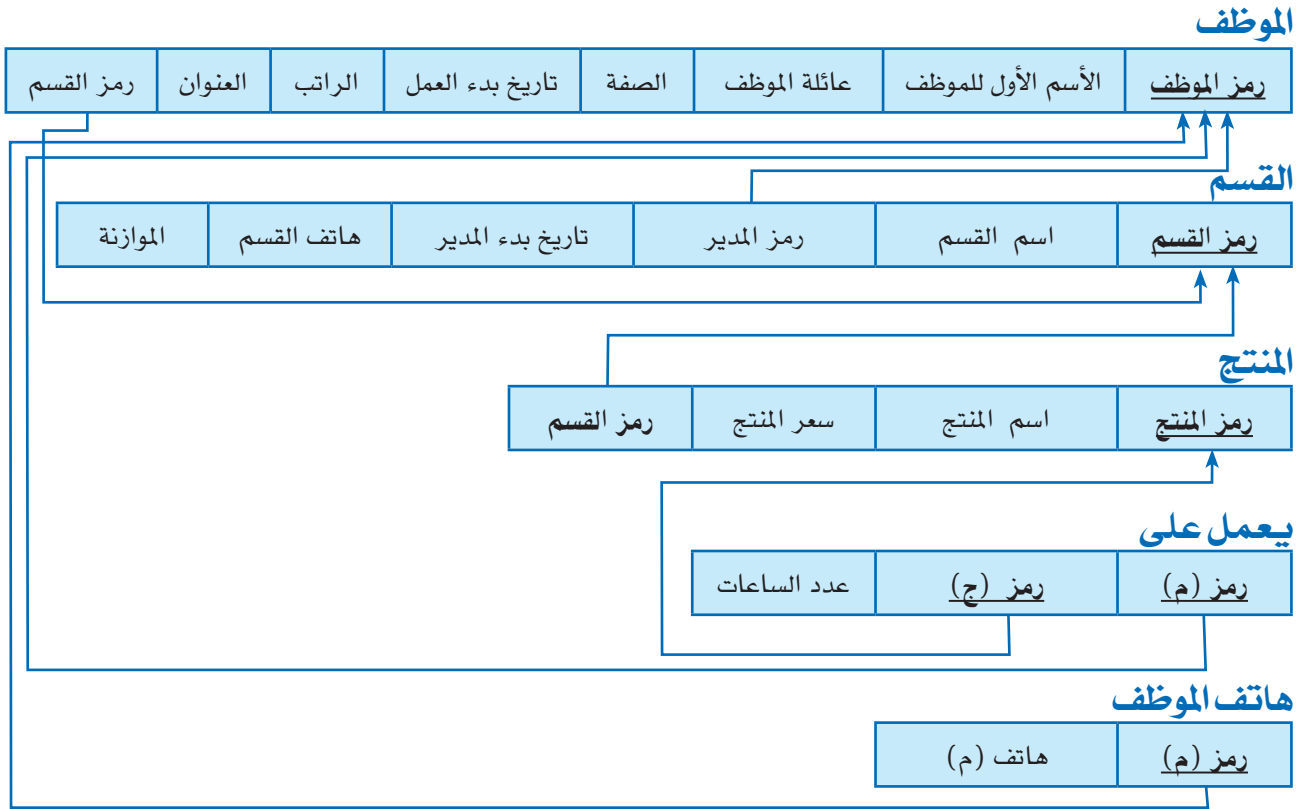 الموظف
رمز الموظف الأسم الأول للموظف عائلة الموظف الصفة تاريخ بدء العمل الراتب العنوان رمز القسم
القسم
رمز القسم اسم القسم رمز المدير تاريخ بدء المدير هاتف القسم الموازنة
المنتج
رمز المنتج اسم المنتج سعر المنتج رمز القسم
يعمل على
رمز (م) رمز (ج) عدد الساعات
هاتف الموظف
رمز (م) هاتف (م)